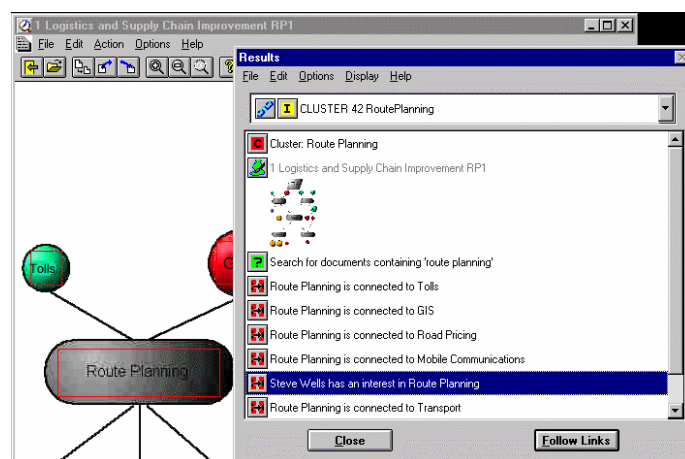 1 Logistics and Supply Chain Improvement RP1
File Edit Action Options Help
Tolls
G
Route Planning
Results
File Edit Options Display Help
I CLUSTER 42 RoutePlanning
C Cluster: Route Planning
1 Logistics and Supply Chain Improvement RP1
? Search for documents containing 'route planning'
Route Planning is connected to Tolls
Route Planning is connected to GIS
Route Planning is connected to Road Pricing
Route Planning is connected to Mobile Communications
Steve Wells has an interest in Route Planning
Route Planning is connected to Transport
Close Follow Links